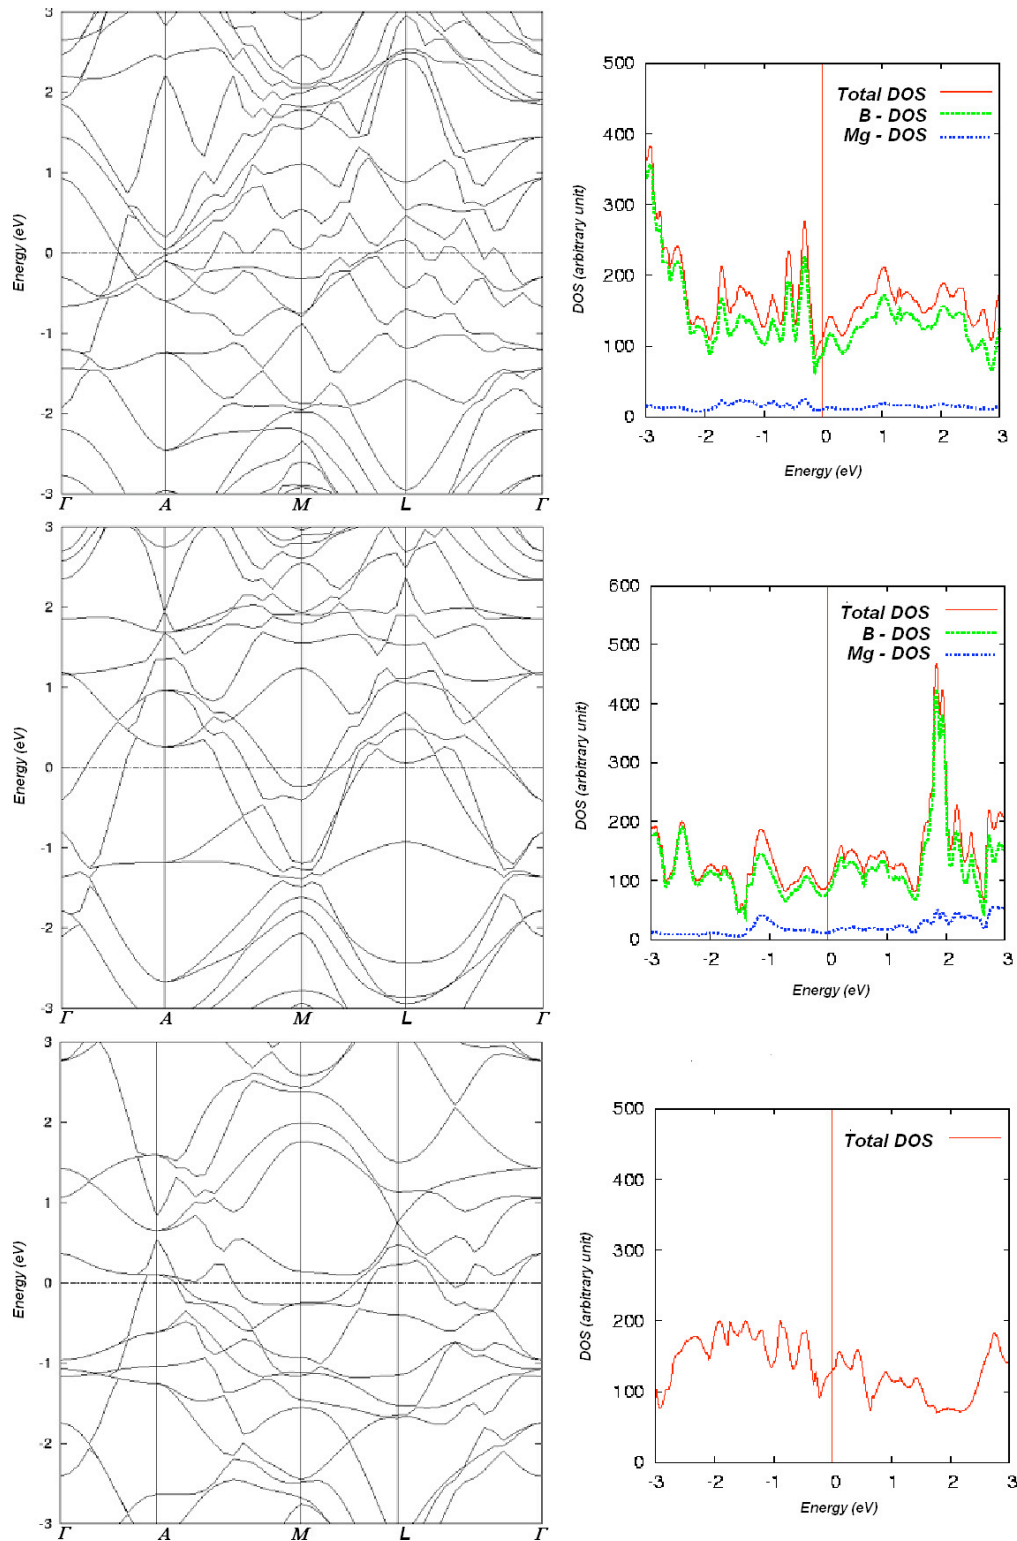 3
2
1
0
-1
-2
-3
Energy (eV)
Γ A M L Γ
500
400
300
200
100
0
DOS (arbitrary unit)
Total DOS
B - DOS
Mg - DOS
-3 -2 -1 0 1 2 3
Energy (eV)
3
2
1
0
-1
-2
-3
Energy (eV)
Γ A M L Γ
600
500
400
300
200
100
0
DOS (arbitrary unit)
Total DOS
B - DOS
Mg - DOS
-3 -2 -1 0 1 2 3
Energy (eV)
3
2
1
0
-1
-2
-3
Energy (eV)
Γ A M L Γ
500
400
300
200
100
0
DOS (arbitrary unit)
Total DOS
-3 -2 -1 0 1 2 3
Energy (eV)